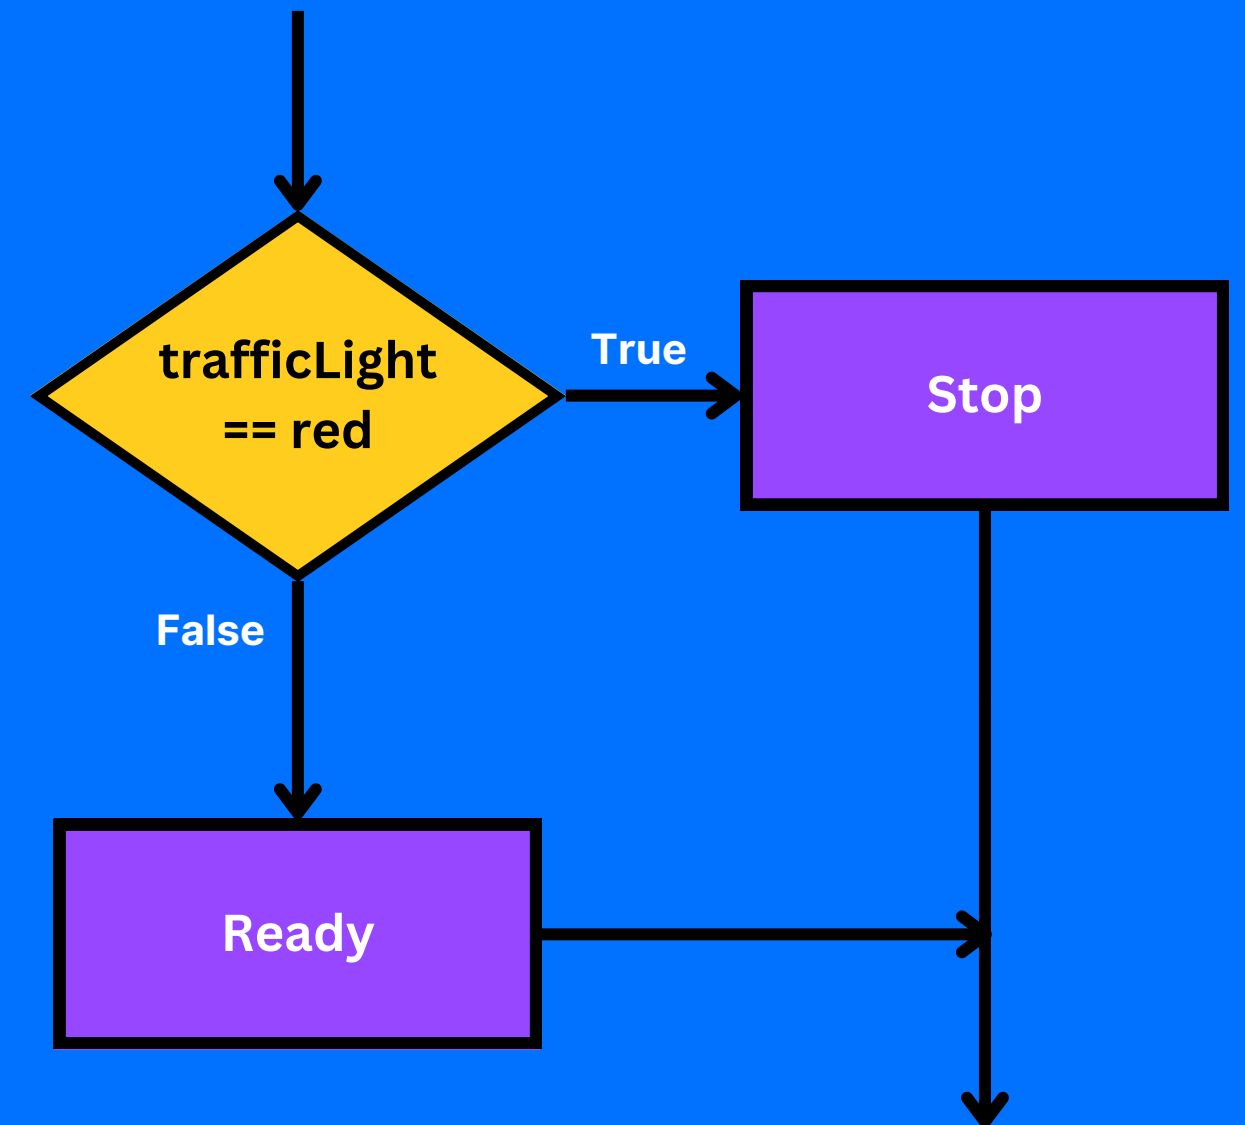 trafficLight
== red
True
Stop
False
Ready